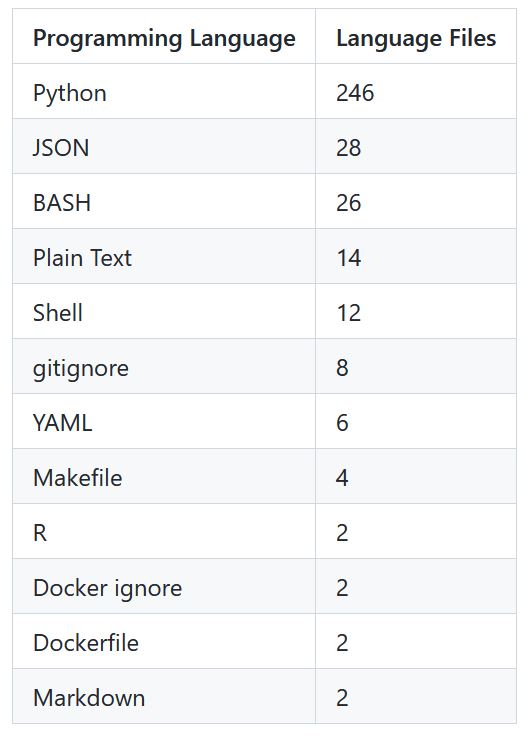 Programming Language Language Files
Python 246
JSON 28
BASH 26
Plain Text 14
Shell 12
gitignore 8
YAML 6
Makefile 4
R 2
Docker ignore 2
Dockerfile 2
Markdown 2